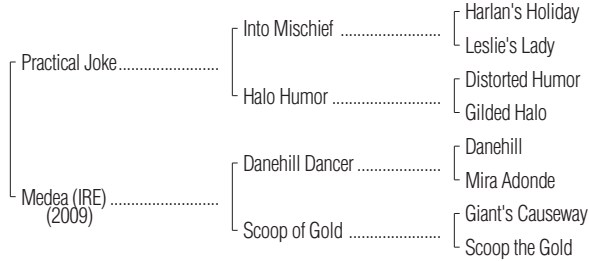 Harlan's Holiday
Into Mischief ....................
Leslie's Lady
Practical Joke....................
Distorted Humor
Halo Humor ......................
Gilded Halo
Danehill
Danehill Dancer .................
Mira Adonde
Medea (IRE) ......................
(2009)
Giant's Causeway
Scoop of Gold ...................
Scoop the Gold